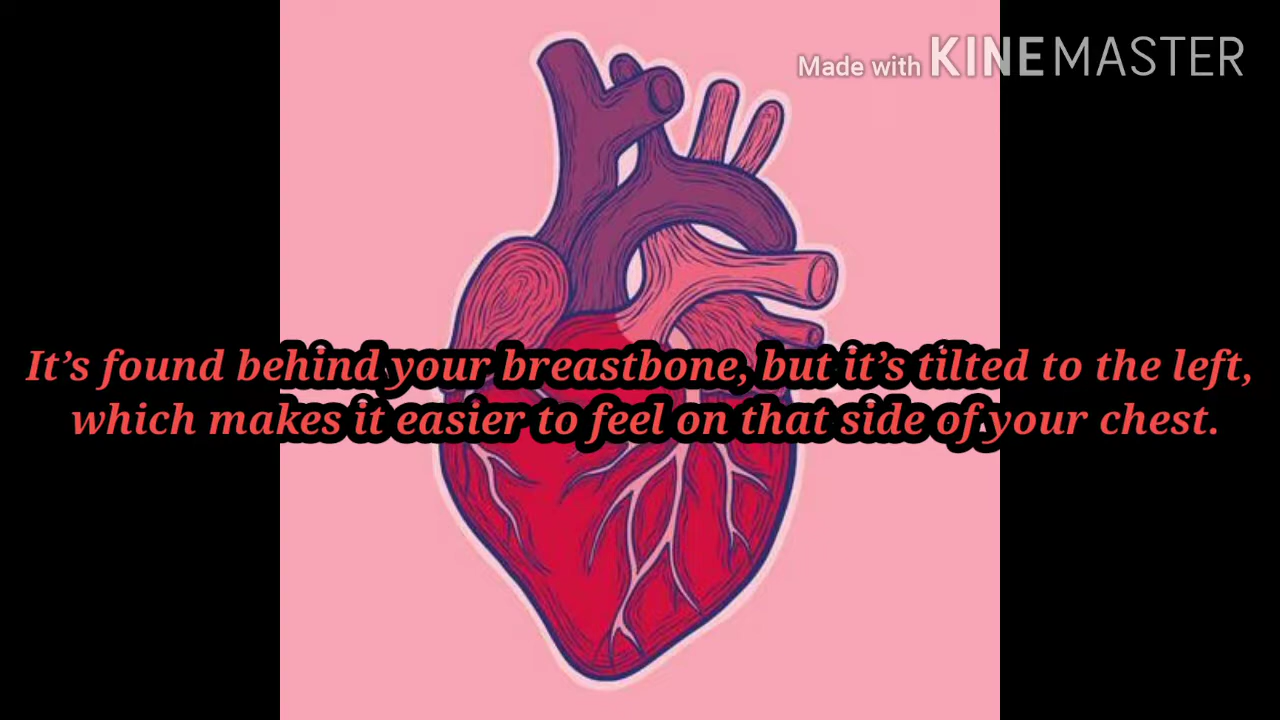 Made with KINEMASTER
It’s found behind your breastbone, but it’s tilted to the left,
which makes it easier to feel on that side of your chest.